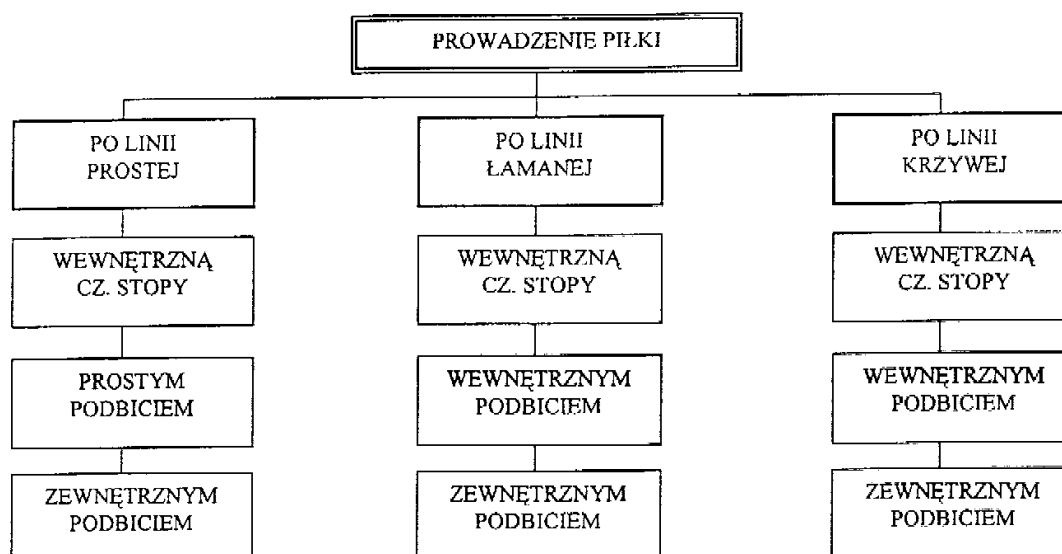 PROWADZENIE PIŁKI
PO LINII
PROSTEJ
PO LINII
ŁAMANEJ
PO LINII
KRZYWEJ
WEWNĘTRZNĄ
CZ. STOPY
WEWNĘTRZNĄ
CZ. STOPY
WEWNĘTRZNĄ
CZ. STOPY
PROSTYM
PODBICIEM
WEWNĘTRZNYM
PODBICIEM
WEWNĘTRZNYM
PODBICIEM
ZEWNĘTRZNYM
PODBICIEM
ZEWNĘTRZNYM
PODBICIEM
ZEWNĘTRZNYM
PODBICIEM